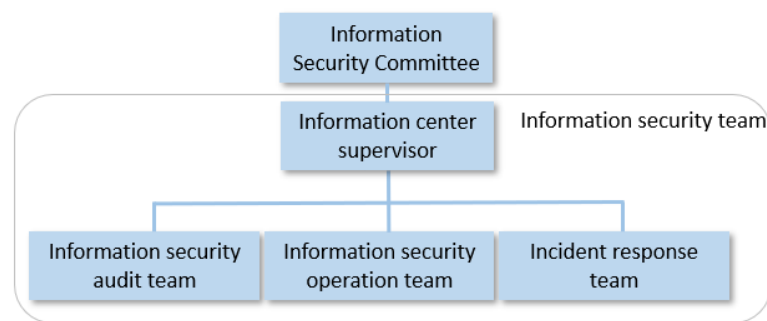 Information
Security Committee
Information center
supervisor
Information security team
Information security
audit team
Information security
operation team
Incident response
team